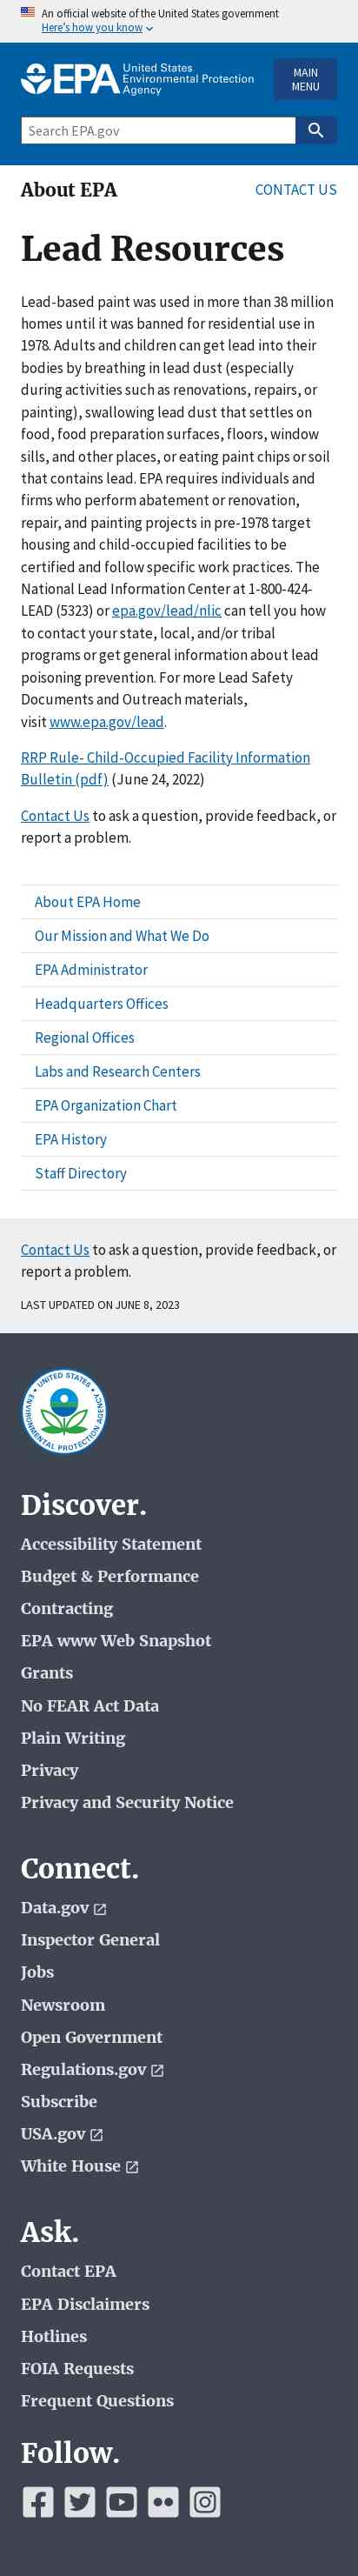 An official website of the United States government
Here's how you know
EPA United States
Environmental Protection
Agency
MAIN
MENU
Search EPA.gov
About EPA
CONTACT US
Lead Resources
Lead-based paint was used in more than 38 million
homes until it was banned for residential use in
1978. Adults and children can get lead into their
bodies by breathing in lead dust (especially
during activities such as renovations, repairs, or
painting), swallowing lead dust that settles on
food, food preparation surfaces, floors, window
sills, and other places, or eating paint chips or soil
that contains lead. EPA requires individuals and
firms who perform abatement or renovation,
repair, and painting projects in pre-1978 target
housing and child-occupied facilities to be
certified and follow specific work practices. The
National Lead Information Center at 1-800-424-
LEAD (5323) or epa.gov/lead/nlic can tell you how
to contact your state, local, and/or tribal
programs or get general information about lead
poisoning prevention. For more Lead Safety
Documents and Outreach materials,
visit www.epa.gov/lead.
RRP Rule- Child-Occupied Facility Information
Bulletin (pdf) (June 24, 2022)
Contact Us to ask a question, provide feedback, or
report a problem.
About EPA Home
Our Mission and What We Do
EPA Administrator
Headquarters Offices
Regional Offices
Labs and Research Centers
EPA Organization Chart
EPA History
Staff Directory
Contact Us to ask a question, provide feedback, or
report a problem.
LAST UPDATED ON JUNE 8, 2023
UNITED STATES
ENVIRONMENTAL PROTECTION AGENCY
Discover.
Accessibility Statement
Budget & Performance
Contracting
EPA www Web Snapshot
Grants
No FEAR Act Data
Plain Writing
Privacy
Privacy and Security Notice
Connect.
Data.gov
Inspector General
Jobs
Newsroom
Open Government
Regulations.gov
Subscribe
USA.gov
White House
Ask.
Contact EPA
EPA Disclaimers
Hotlines
FOIA Requests
Frequent Questions
Follow.